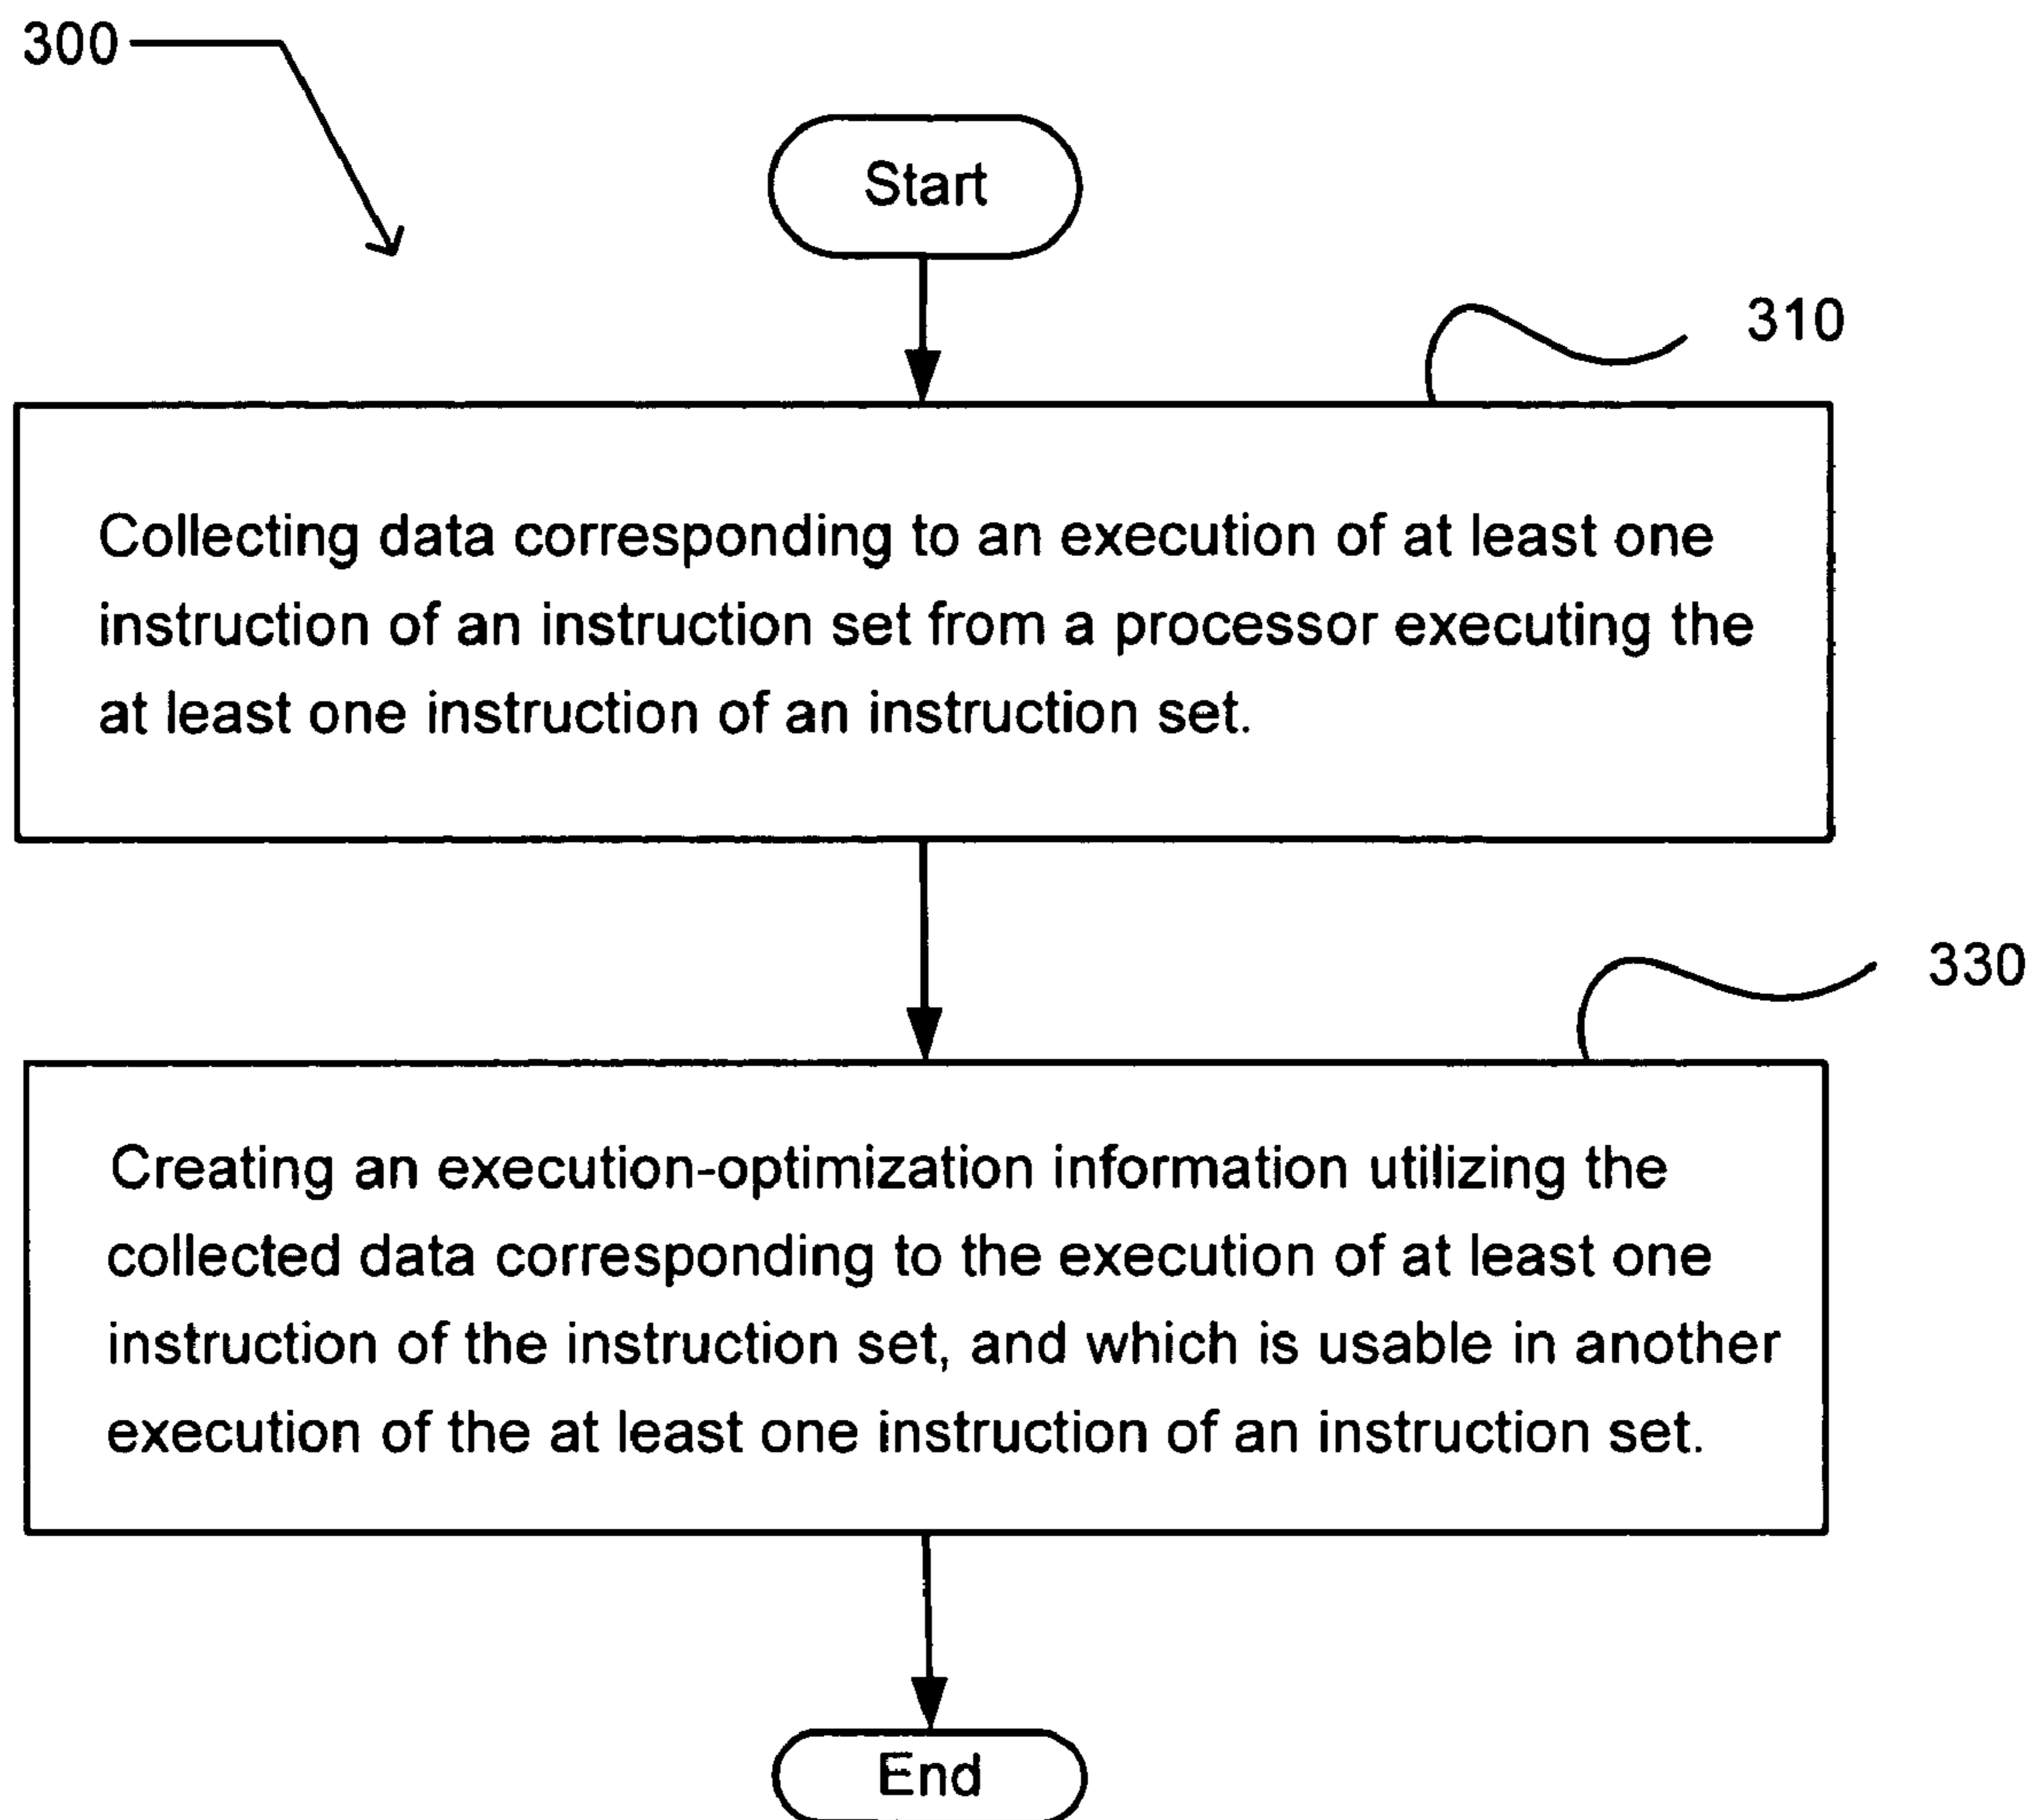 300
Start
310
Collecting data corresponding to an execution of at least one
instruction of an instruction set from a processor executing the
at least one instruction of an instruction set.
330
Creating an execution-optimization information utilizing the
collected data corresponding to the execution of at least one
instruction of the instruction set, and which is usable in another
execution of the at least one instruction of an instruction set.
End